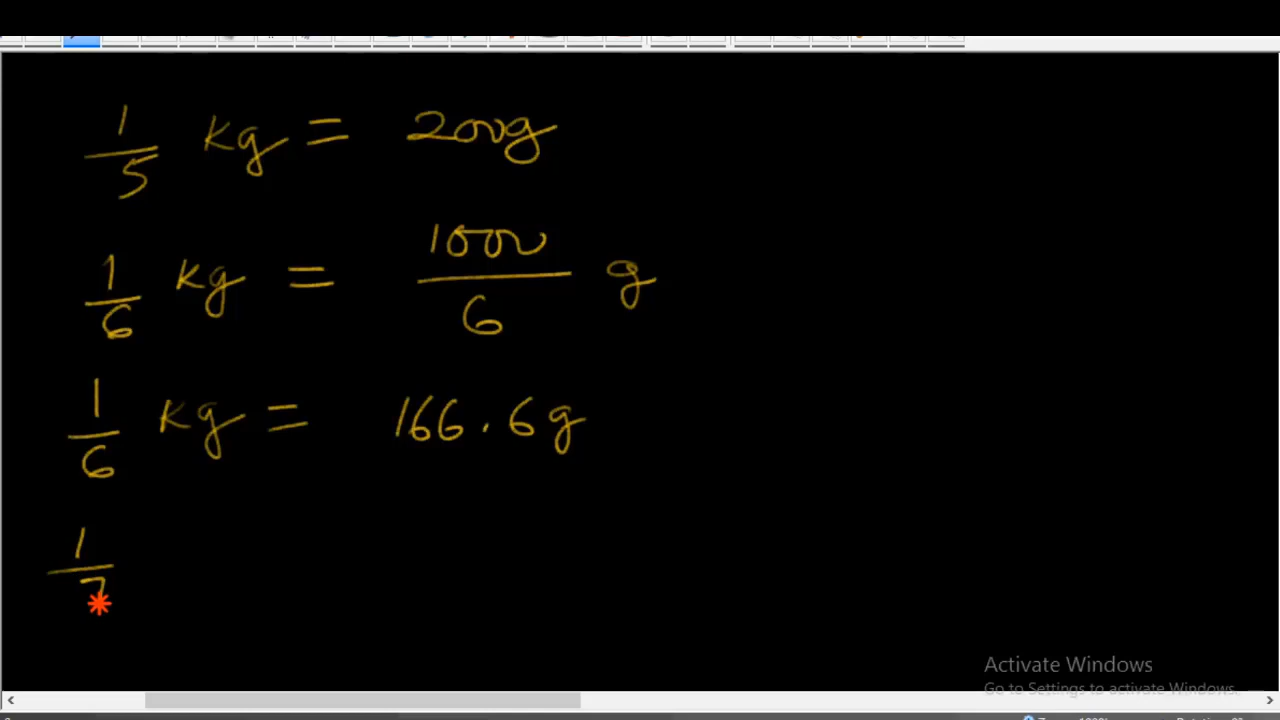 1/5 kg = 200g
1/6 kg = 1000/6 g
1/6 kg = 166.6g
1/7
Activate Windows
Go to Settings to activate Windows.